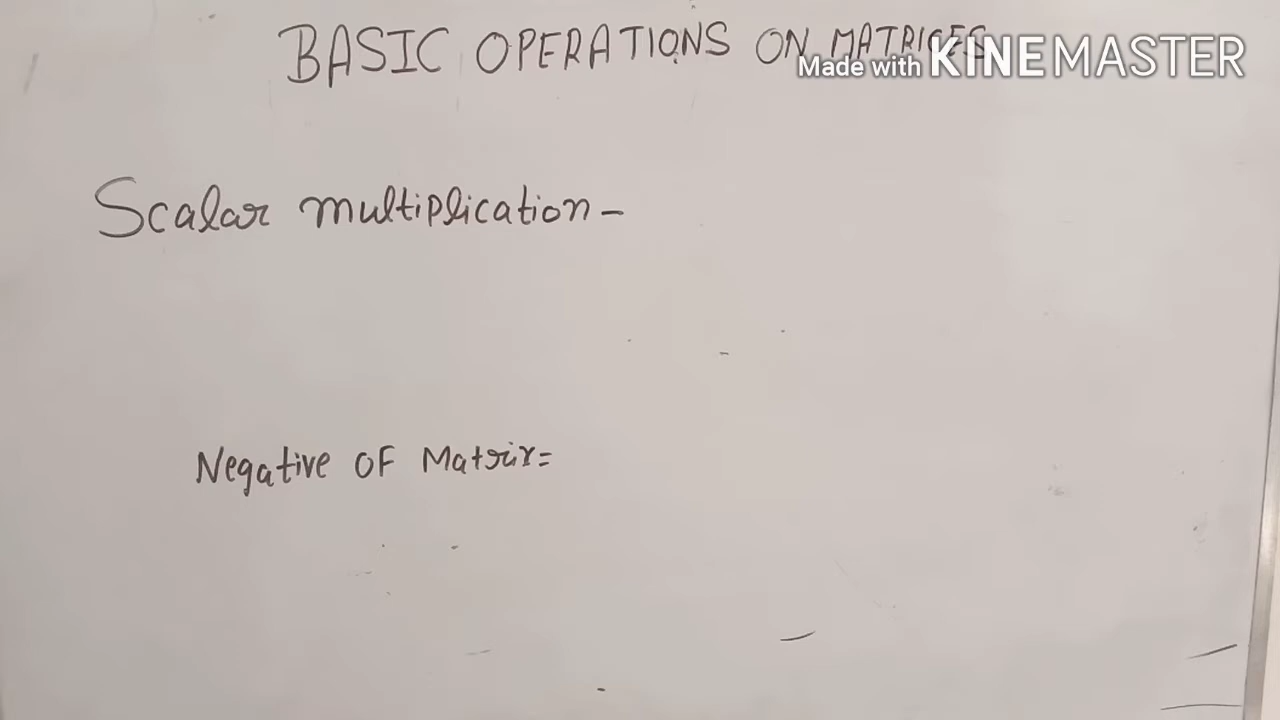 BASIC OPERATIONS ON MATRICES
Made with KINEMASTER
Scalar multiplication-
Negative OF Matrix=